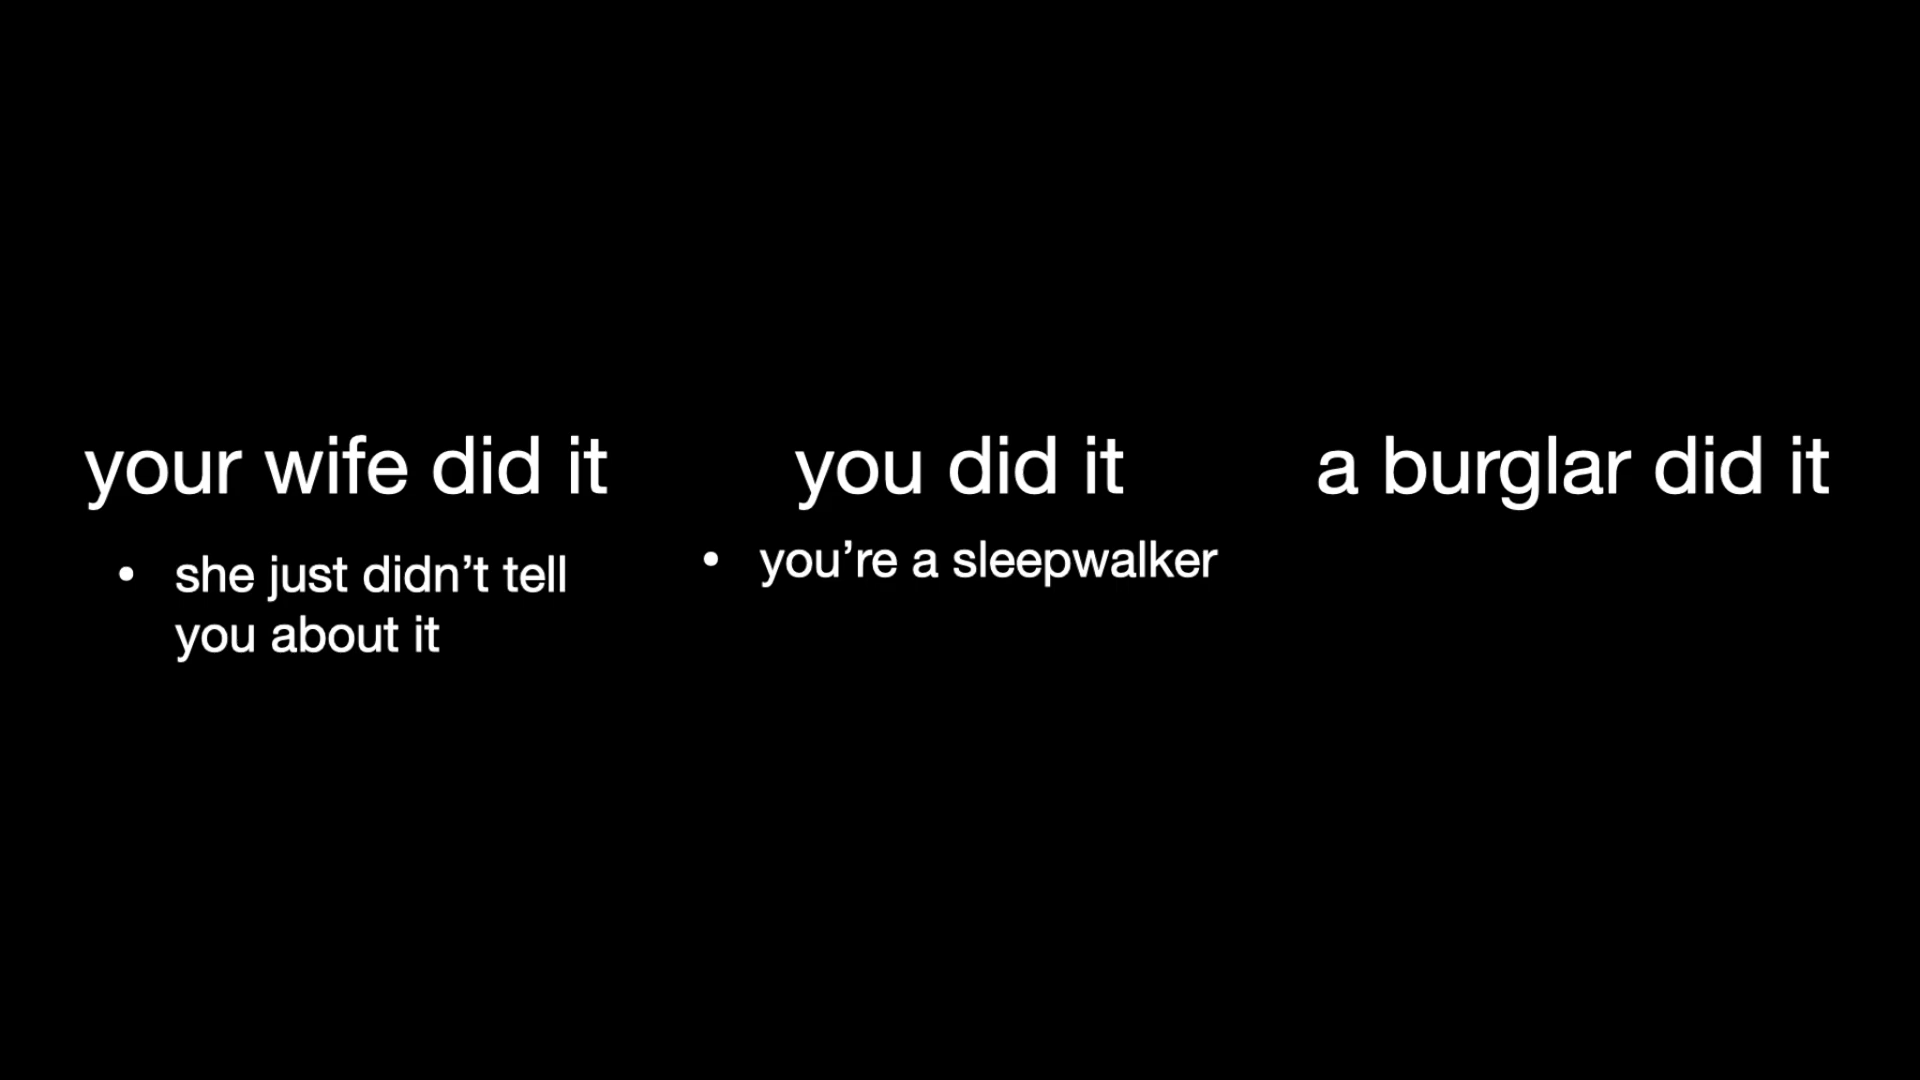 your wife did it
• she just didn’t tell
you about it
you did it
• you’re a sleepwalker
a burglar did it